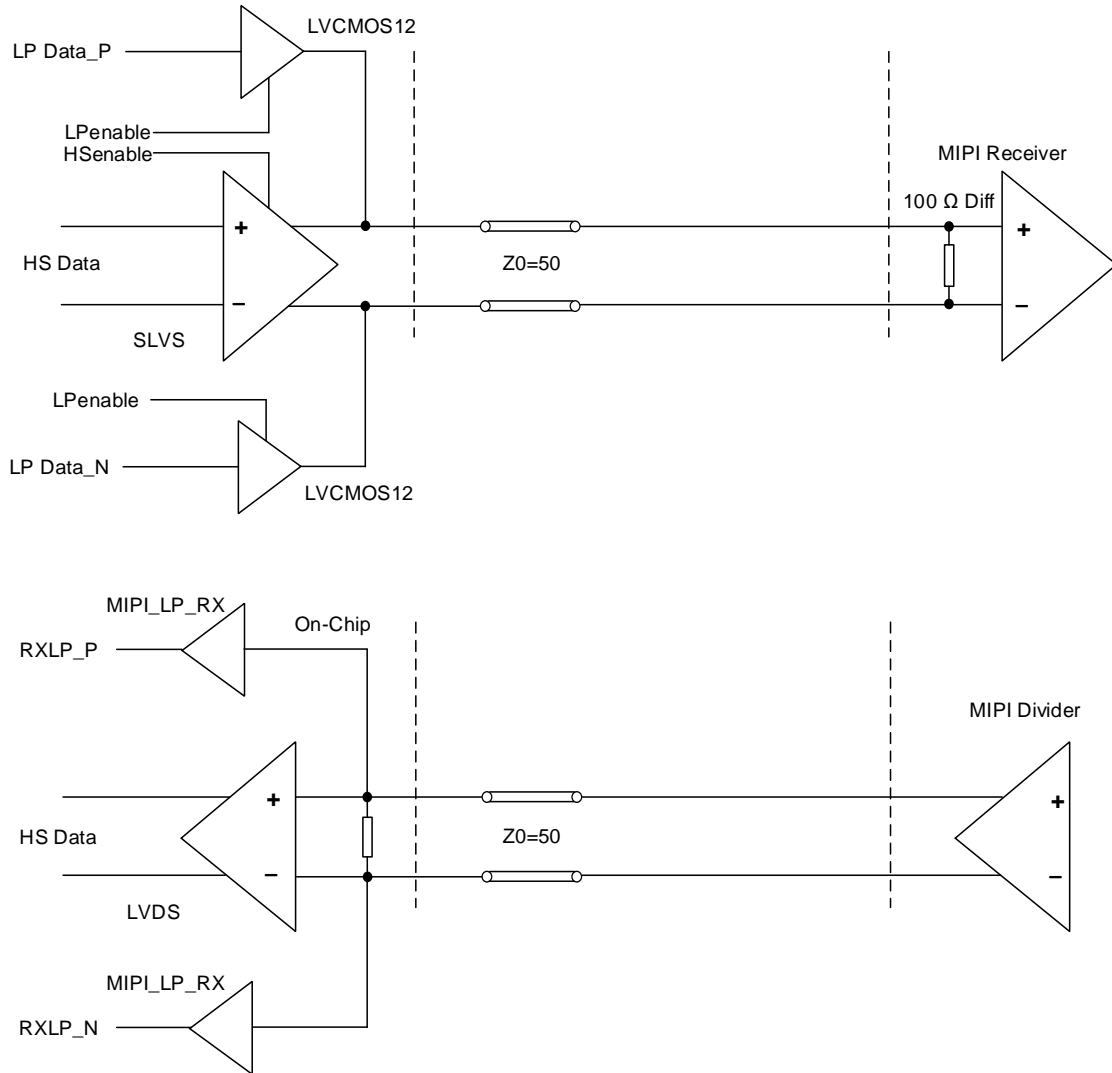 LVCMOS12
LP Data_P
LPenable
HSenable
MIPI Receiver
100 Ω Diff
+
+
HS Data
Z0=50
−
−
SLVS
LPenable
LP Data_N
LVCMOS12
MIPI_LP_RX
On-Chip
RXLP_P
MIPI Divider
+
+
HS Data
Z0=50
−
−
LVDS
MIPI_LP_RX
RXLP_N